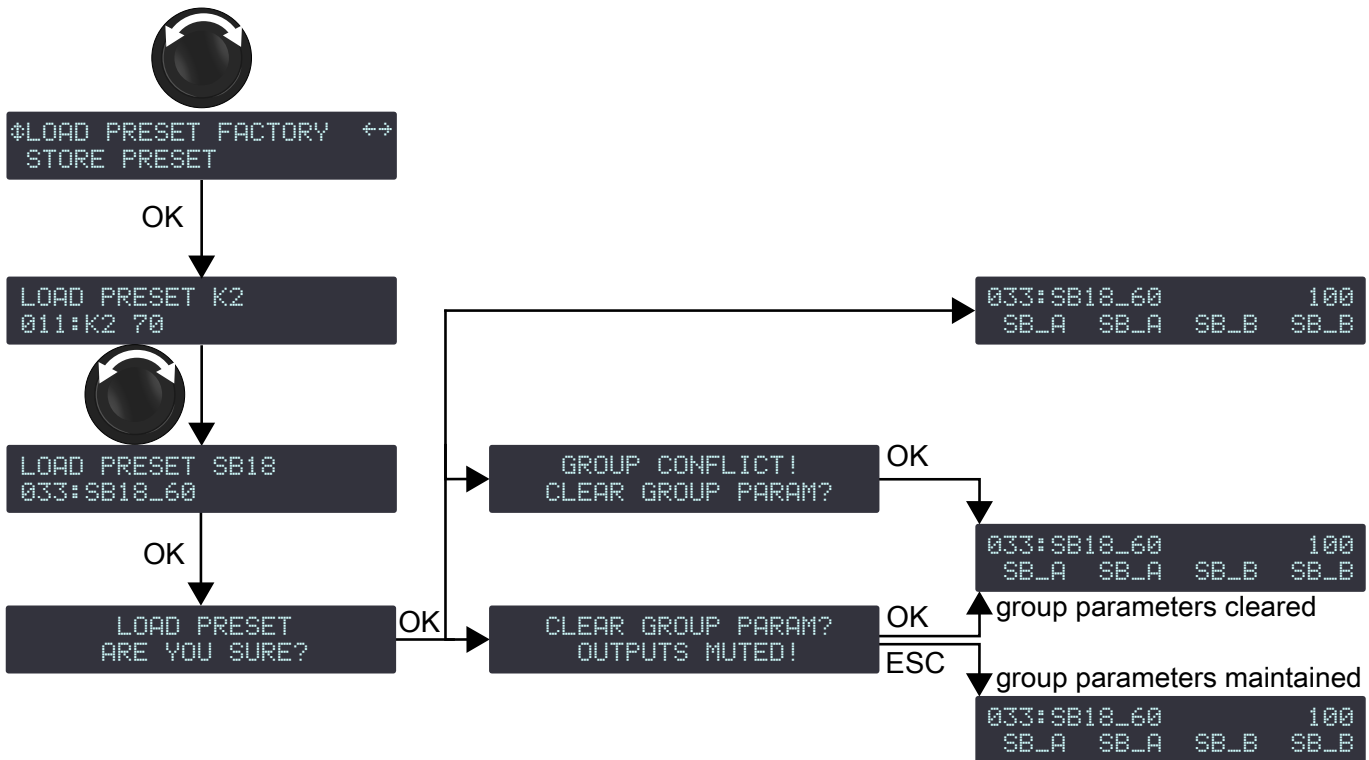 LOAD PRESET FACTORY
STORE PRESET
OK
LOAD PRESET K2
011:K2 70
LOAD PRESET SB18
033:SB18_60
OK
LOAD PRESET
ARE YOU SURE?
OK
033:SB18_60 100
SB_A SB_A SB_B SB_B
GROUP CONFLICT!
CLEAR GROUP PARAM?
OK
033:SB18_60 100
SB_A SB_A SB_B SB_B
group parameters cleared
CLEAR GROUP PARAM?
OUTPUTS MUTED!
OK
ESC
group parameters maintained
033:SB18_60 100
SB_A SB_A SB_B SB_B